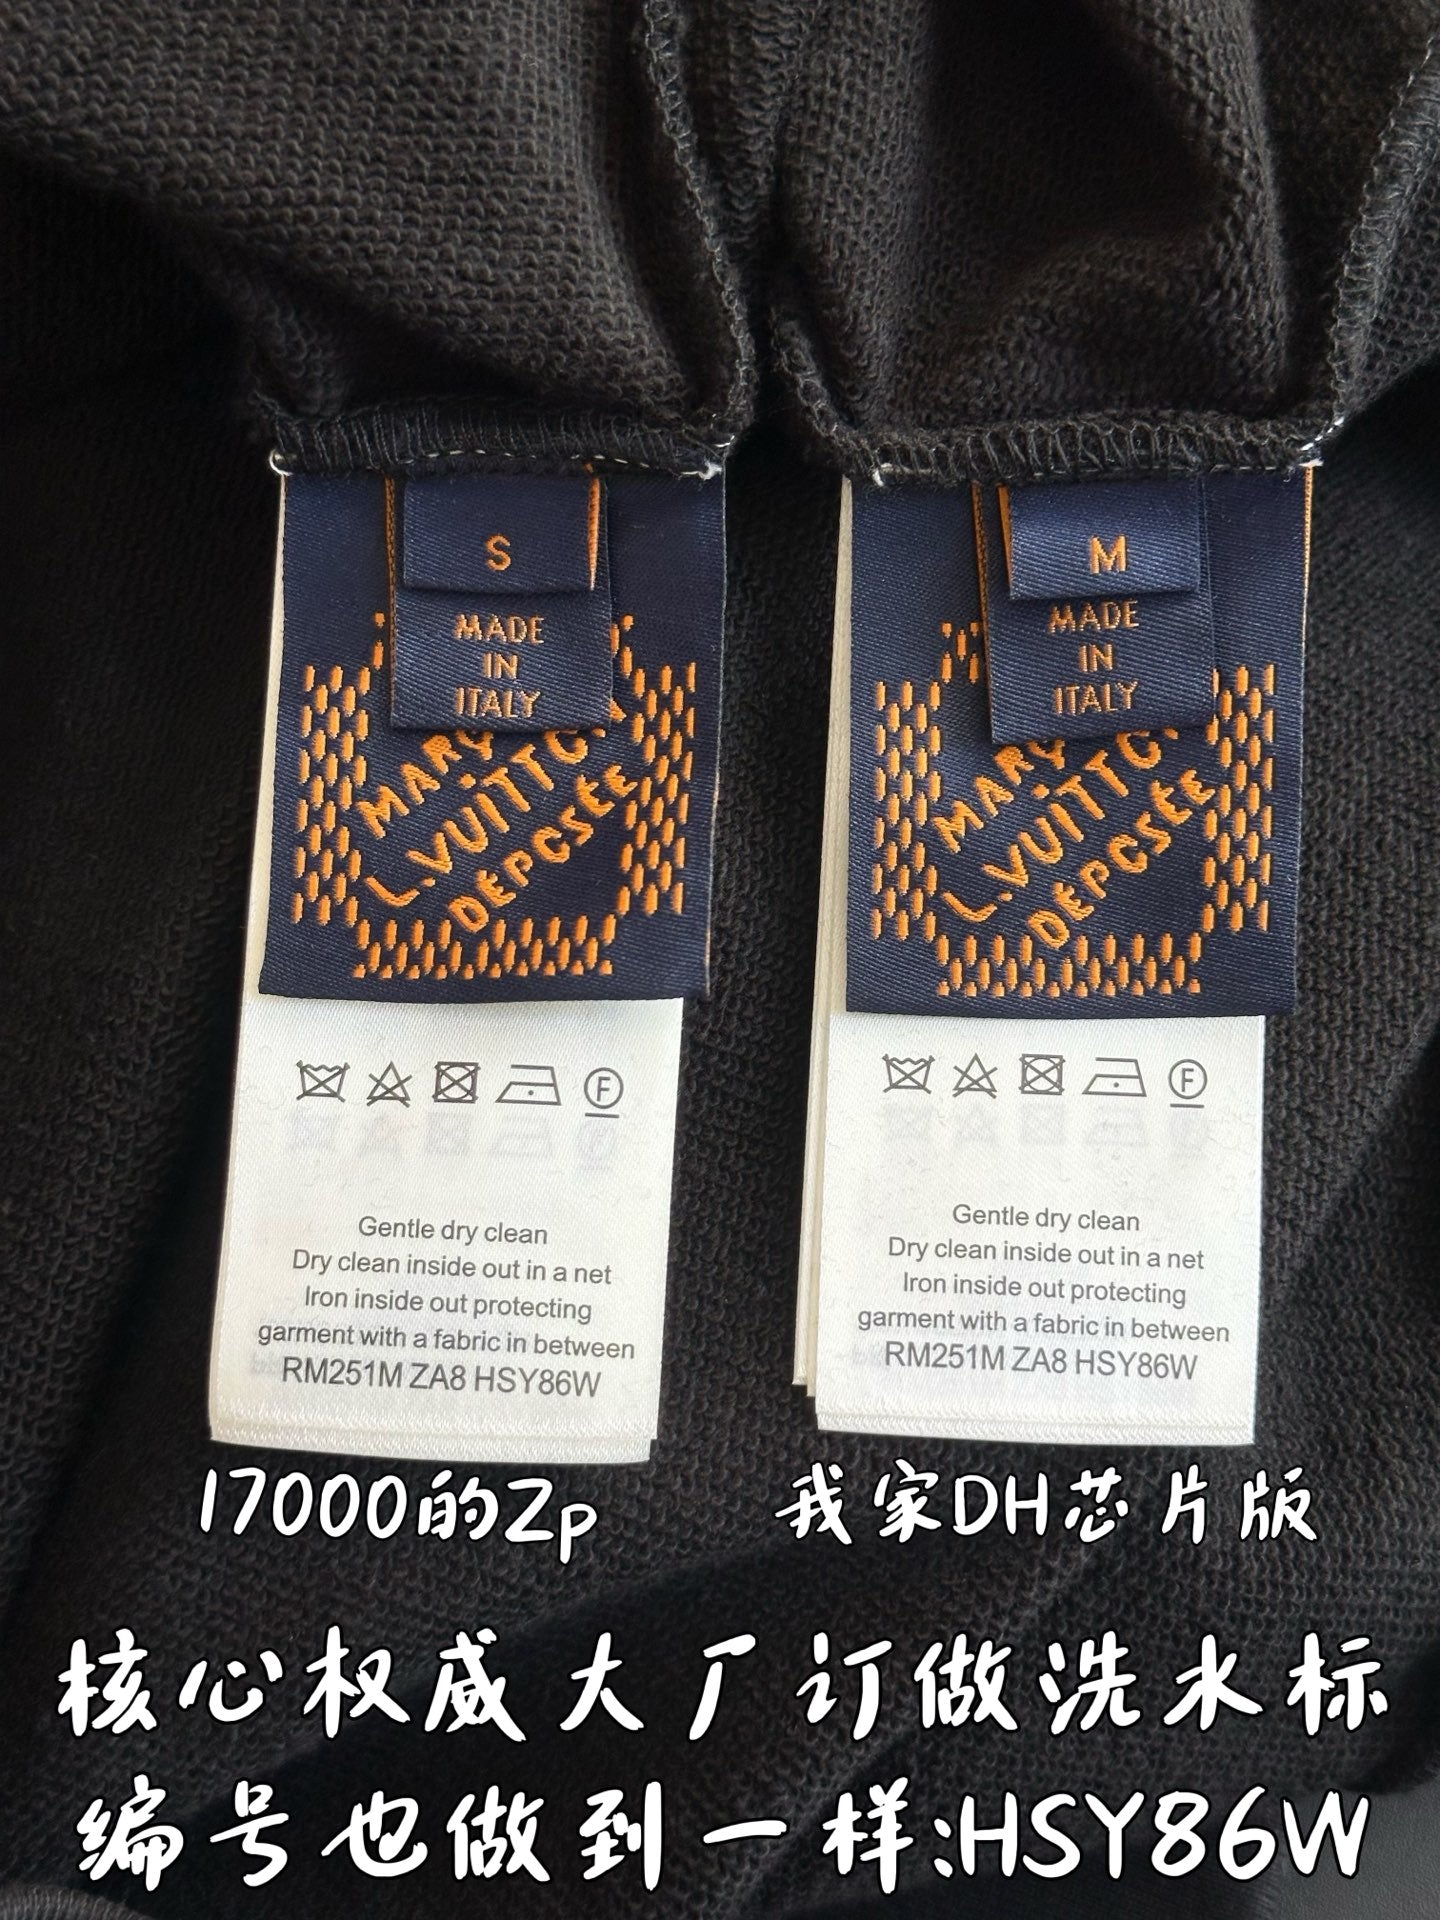 S
MADE
IN
ITALY
L.VUITTO
DÉPOSÉE
Gentle dry clean
Dry clean inside out in a net
Iron inside out protecting
garment with a fabric in between
RM251M ZA8 HSY86W
M
MADE
IN
ITALY
L.VUITTO
DÉPOSÉE
Gentle dry clean
Dry clean inside out in a net
Iron inside out protecting
garment with a fabric in between
RM251M ZA8 HSY86W
17000的Zp
我家DH芯片版
核心权威大厂订做洗水标
编号也做到一样:HSY86W